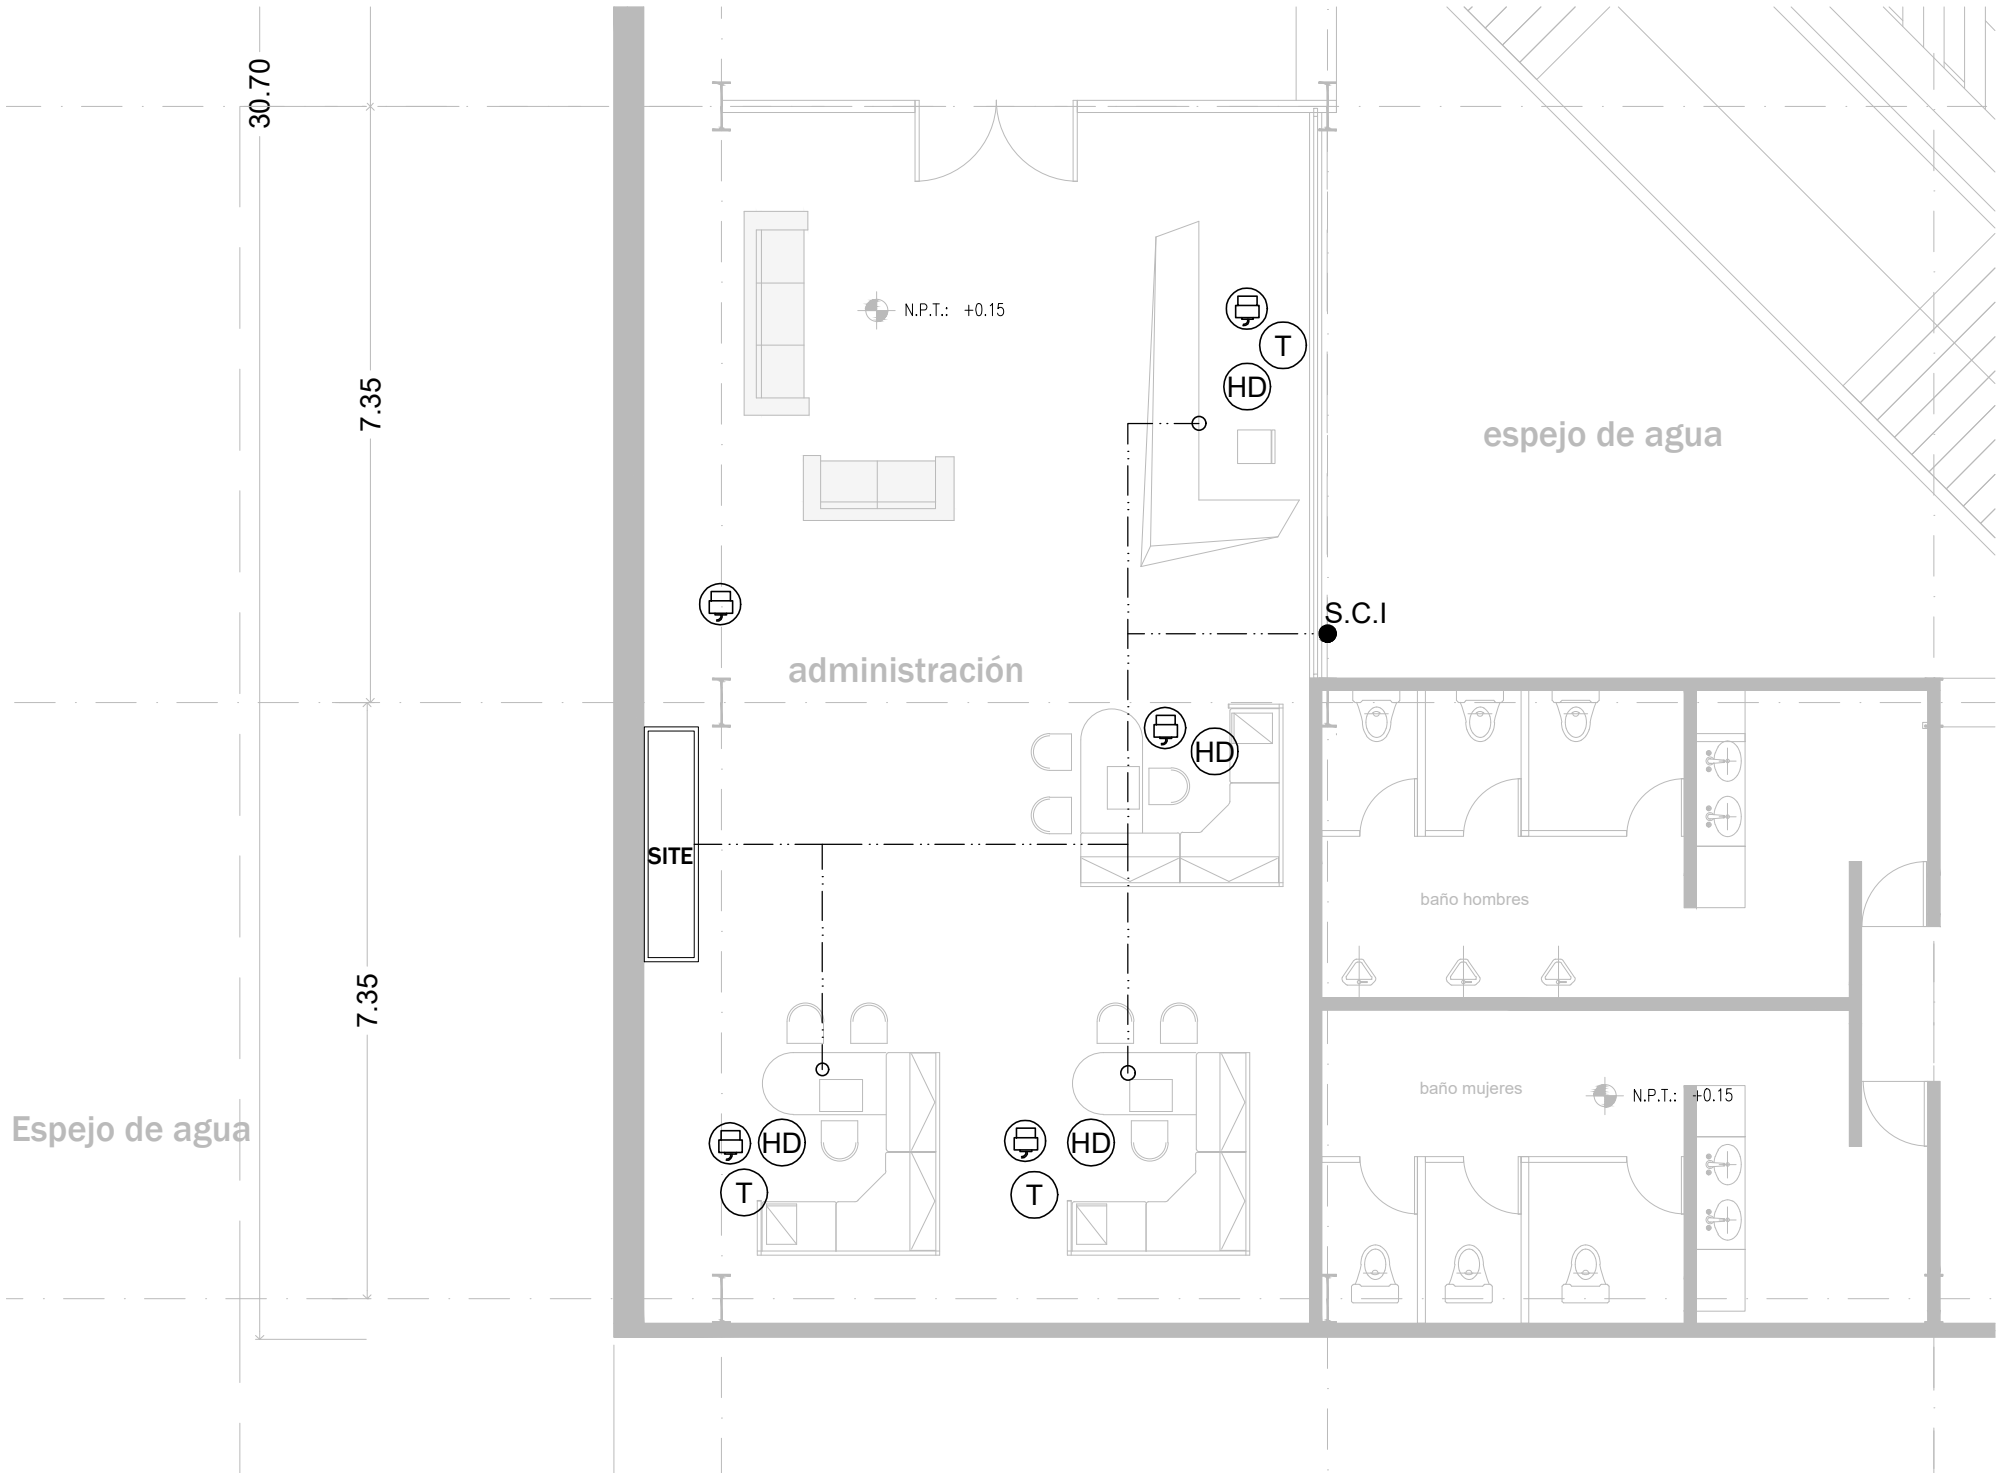 30.70
7.35
N.P.T.: +0.15
T
HD
espejo de agua
S.C.I
administración
HD
SITE
baño hombres
7.35
baño mujeres
N.P.T.: +0.15
Espejo de agua
HD
HD
T
T